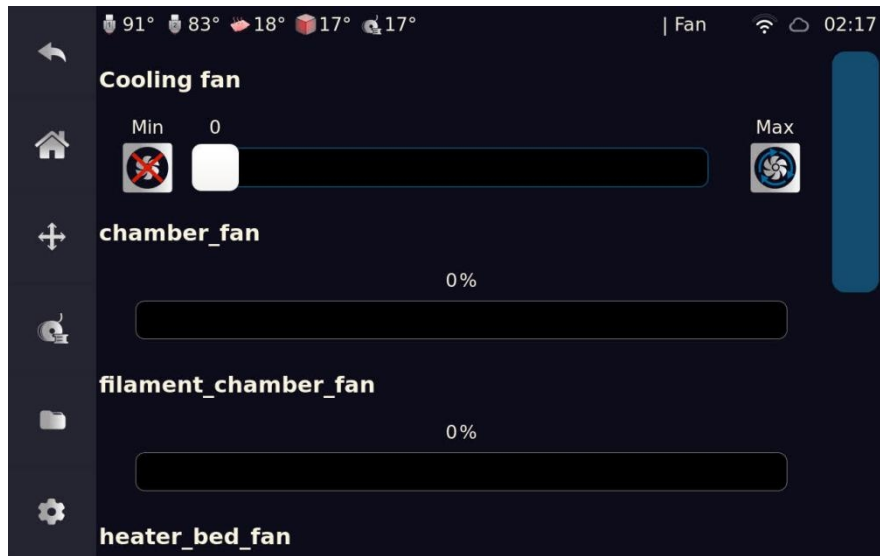 91° 83° 18° 17° 17° | Fan 02:17
Cooling fan
Min 0 Max
chamber_fan
0%
filament_chamber_fan
0%
heater_bed_fan